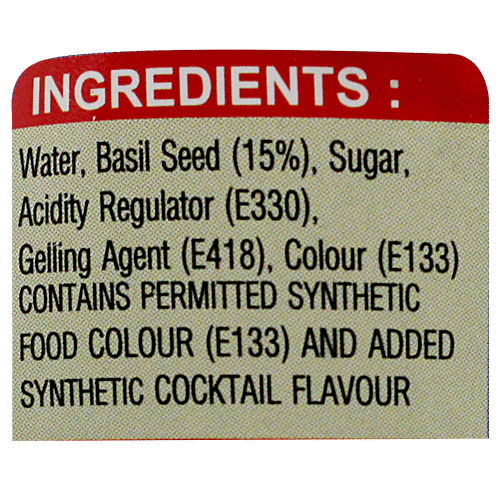 INGREDIENTS :
Water, Basil Seed (15%), Sugar,
Acidity Regulator (E330),
Gelling Agent (E418), Colour (E133)
CONTAINS PERMITTED SYNTHETIC
FOOD COLOUR (E133) AND ADDED
SYNTHETIC COCKTAIL FLAVOUR